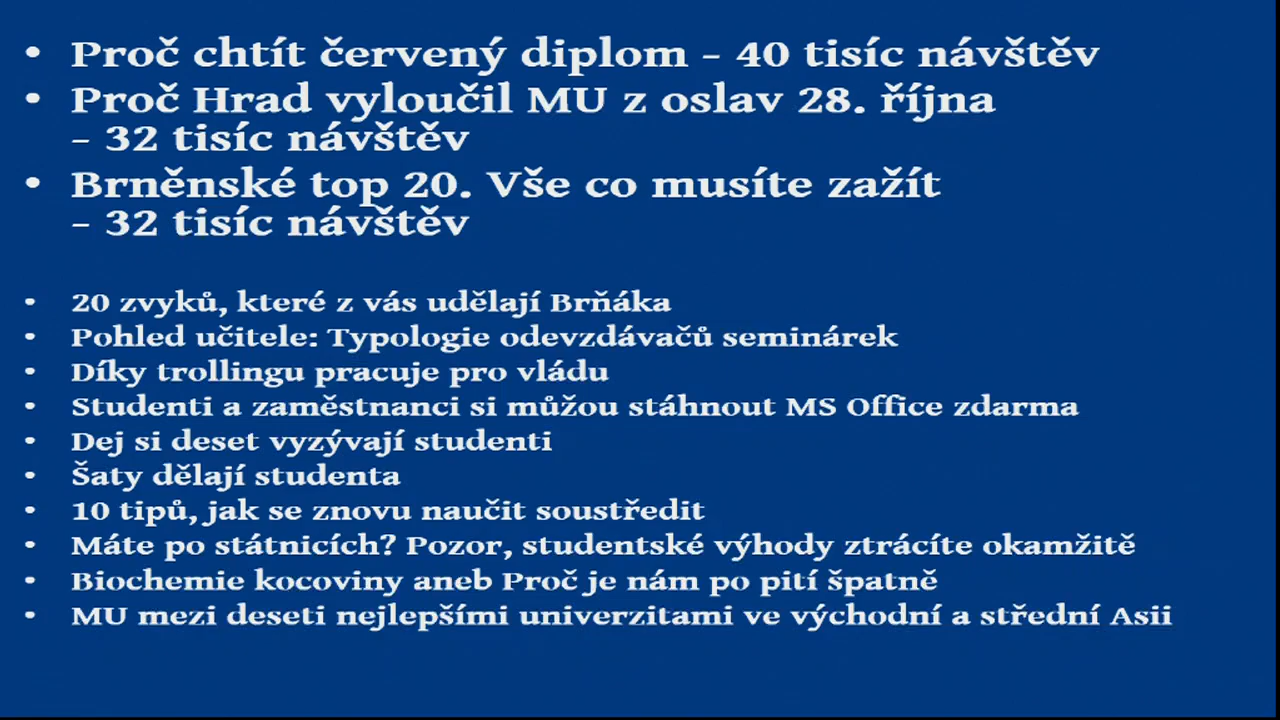 • Proč chtít červený diplom – 40 tisíc návštěv
• Proč Hrad vyloučil MU z oslav 28. října
– 32 tisíc návštěv
• Brněnské top 20. Vše co musíte zažít
– 32 tisíc návštěv
• 20 zvyků, které z vás udělají Brňáka
• Pohled učitele: Typologie odevzdávačů seminárek
• Díky trollingu pracuje pro vládu
• Studenti a zaměstnanci si můžou stáhnout MS Office zdarma
• Dej si deset vyzývají studenti
• Šaty dělají studenta
• 10 tipů, jak se znovu naučit soustředit
• Máte po státnicích? Pozor, studentské výhody ztrácíte okamžitě
• Biochemie kocoviny aneb Proč je nám po pití špatně
• MU mezi deseti nejlepšími univerzitami ve východní a střední Asii